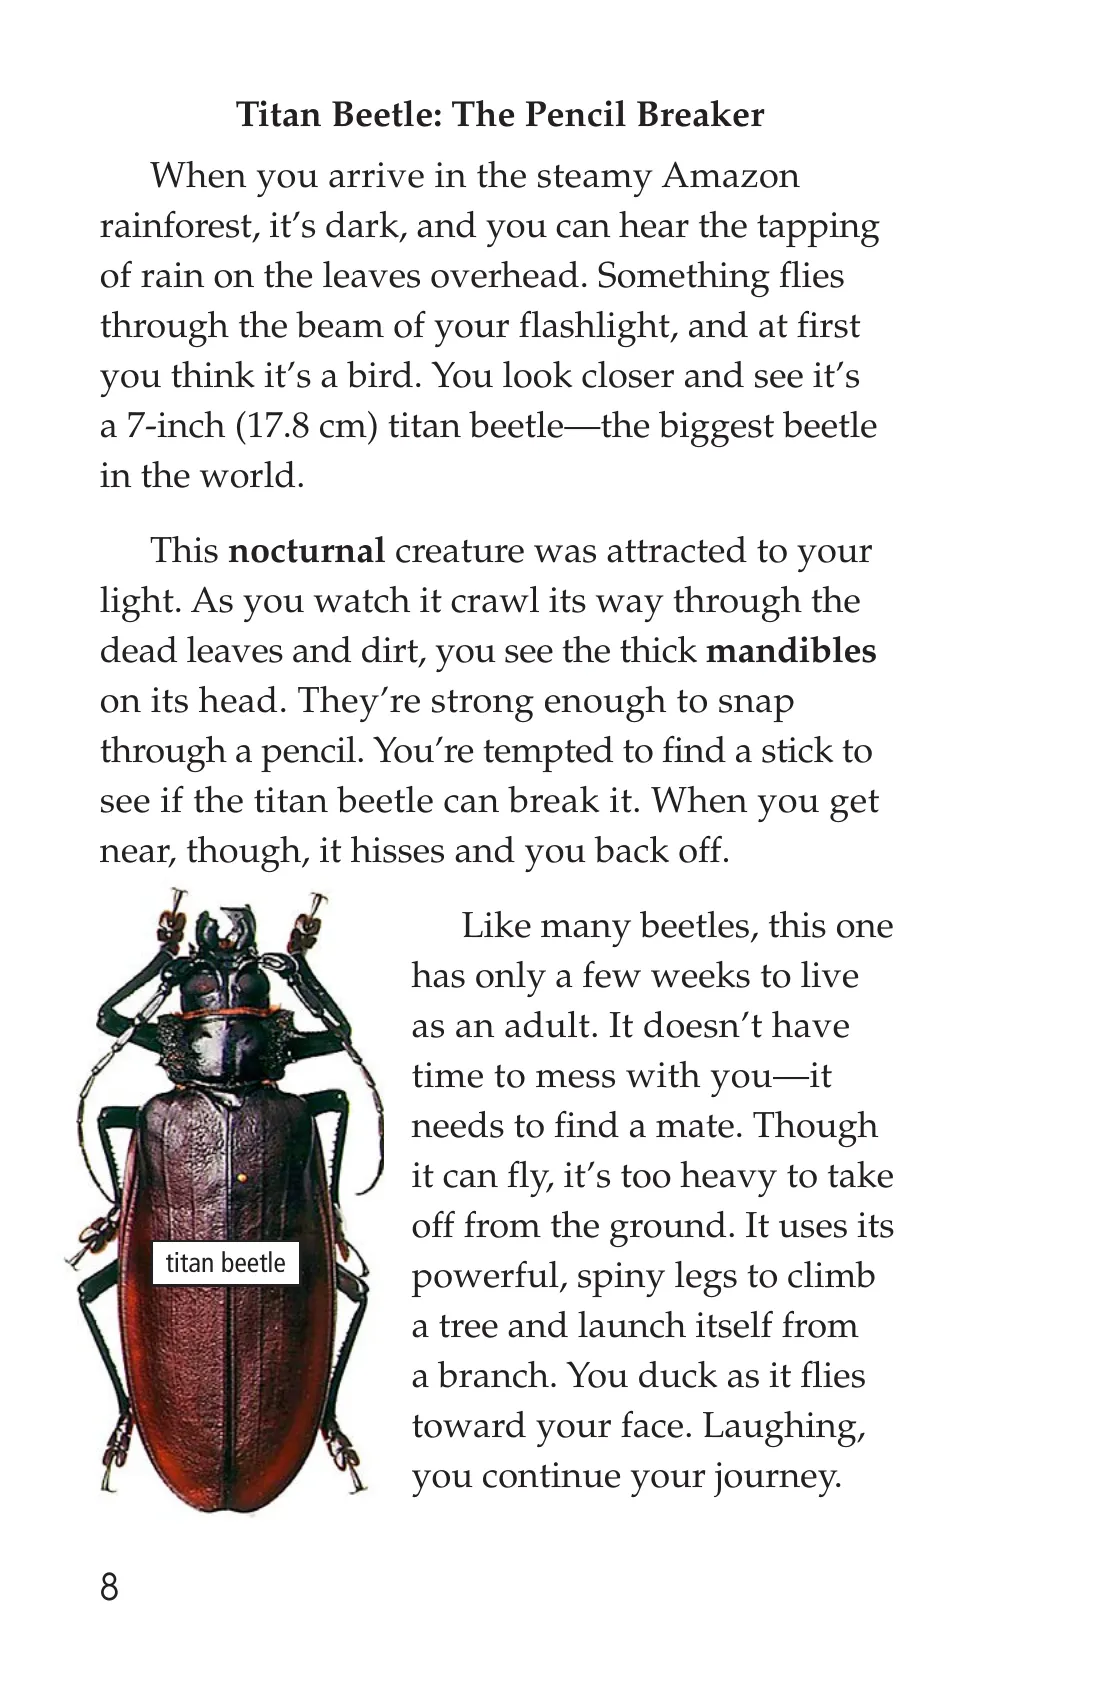 Titan Beetle: The Pencil Breaker
When you arrive in the steamy Amazon
rainforest, it’s dark, and you can hear the tapping
of rain on the leaves overhead. Something flies
through the beam of your flashlight, and at first
you think it’s a bird. You look closer and see it’s
a 7-inch (17.8 cm) titan beetle—the biggest beetle
in the world.
This nocturnal creature was attracted to your
light. As you watch it crawl its way through the
dead leaves and dirt, you see the thick mandibles
on its head. They’re strong enough to snap
through a pencil. You’re tempted to find a stick to
see if the titan beetle can break it. When you get
near, though, it hisses and you back off.
Like many beetles, this one
has only a few weeks to live
as an adult. It doesn’t have
time to mess with you—it
needs to find a mate. Though
it can fly, it’s too heavy to take
off from the ground. It uses its
powerful, spiny legs to climb
a tree and launch itself from
a branch. You duck as it flies
toward your face. Laughing,
you continue your journey.
titan beetle
8